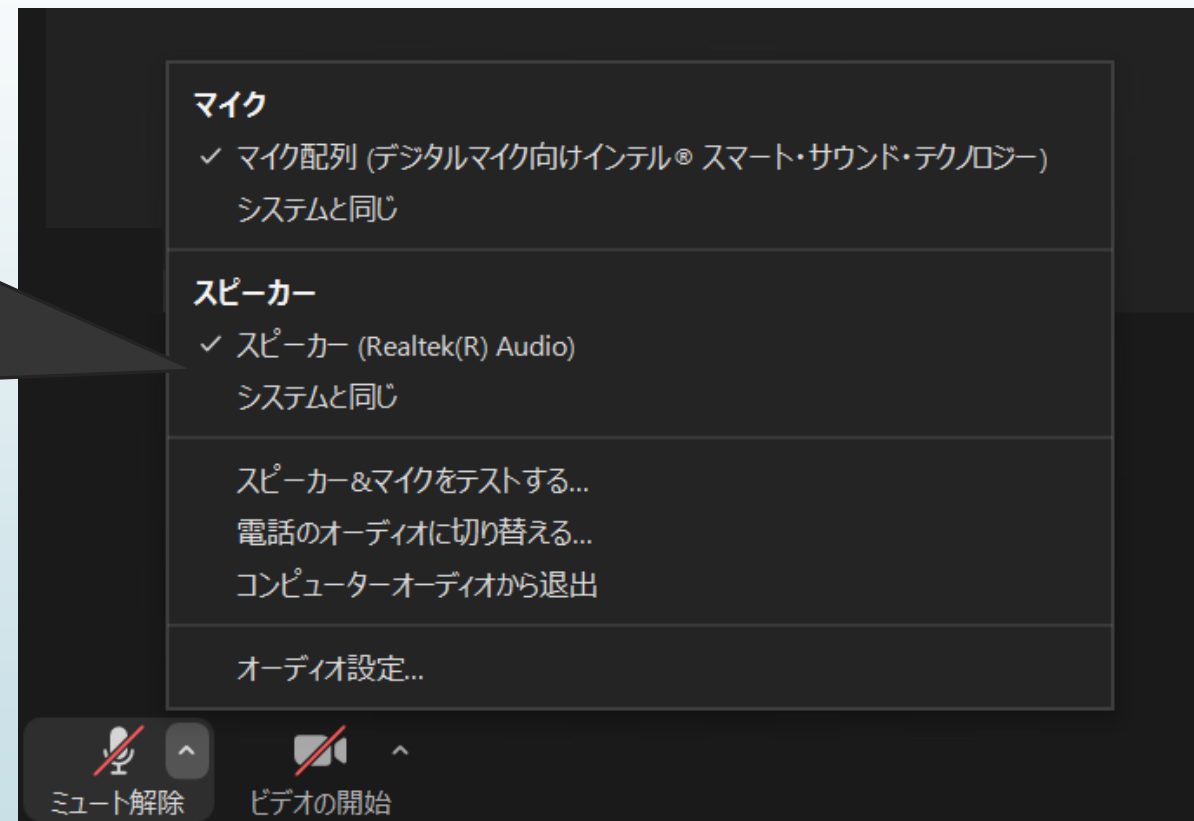 マイク
✓ マイク配列 (デジタルマイク向けインテル® スマート・サウンド・テクノロジー)
システムと同じ
スピーカー
✓ スピーカー (Realtek(R) Audio)
システムと同じ
スピーカー&マイクをテストする...
電話のオーディオに切り替える...
コンピューターオーディオから退出
オーディオ設定...
ミュート解除 ビデオの開始